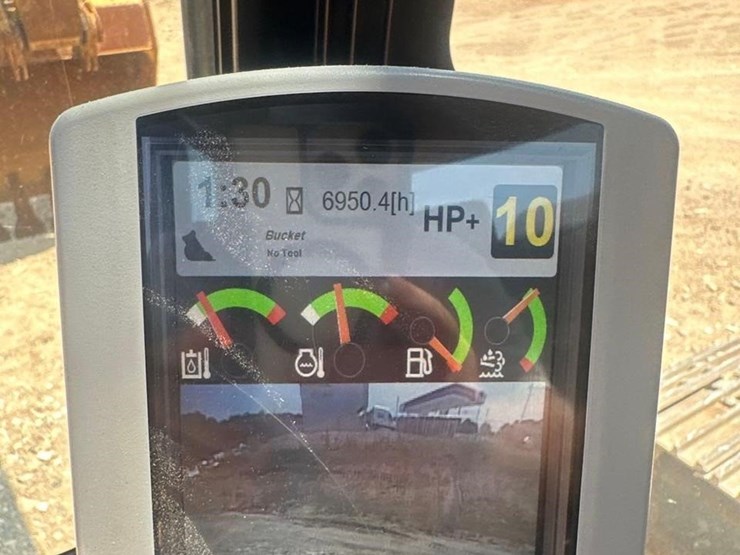 1:30 6950.4[h] HP+ 10
Bucket
No Tool